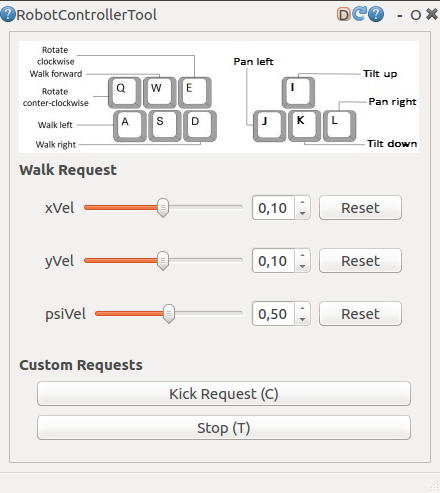 RobotControllerTool
D
Rotate
clockwise
Walk forward
Rotate
conter-clockwise
Walk left
Walk right
Q W E
A S D
Pan left
I
J K L
Tilt up
Pan right
Tilt down
Walk Request
xVel 0,10 Reset
yVel 0,10 Reset
psiVel 0,50 Reset
Custom Requests
Kick Request (C)
Stop (T)